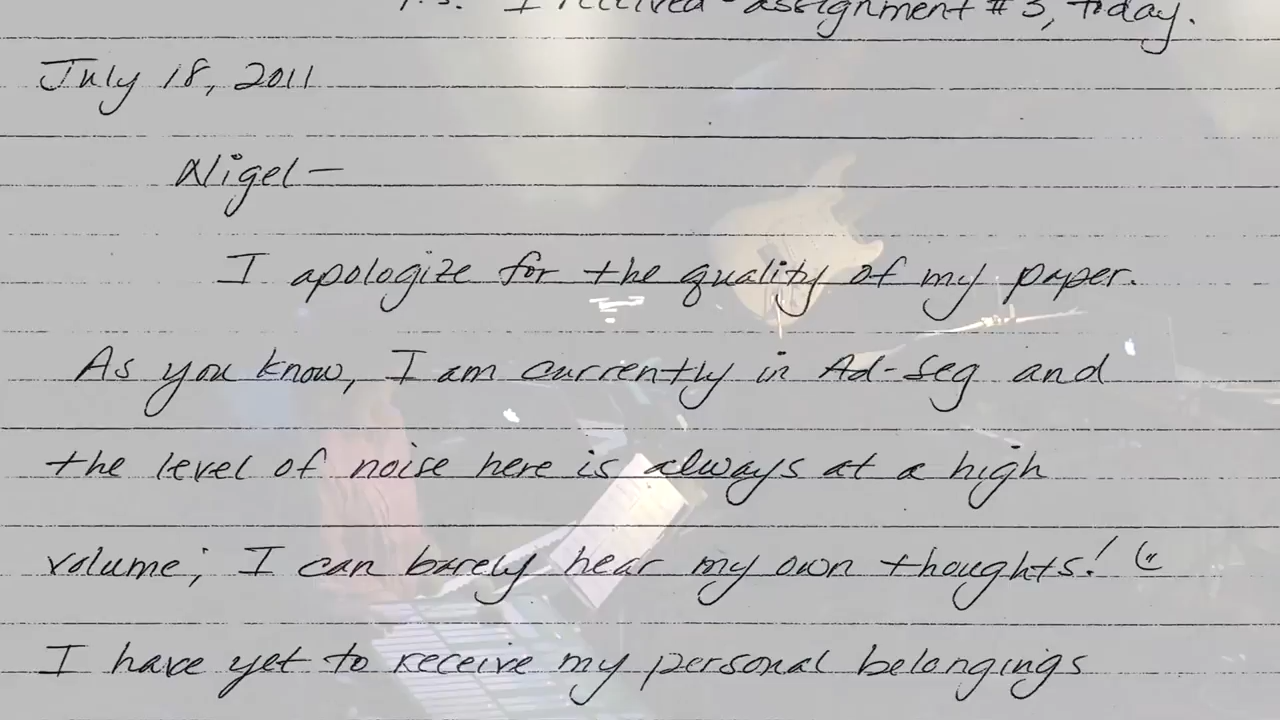 P.S. I received assignment #3, today.
July 18, 2011
Nigel—
I apologize for the quality of my paper.
As you know, I am currently in Ad-Seg and
the level of noise here is always at a high
volume; I can barely hear my own thoughts!
I have yet to receive my personal belongings